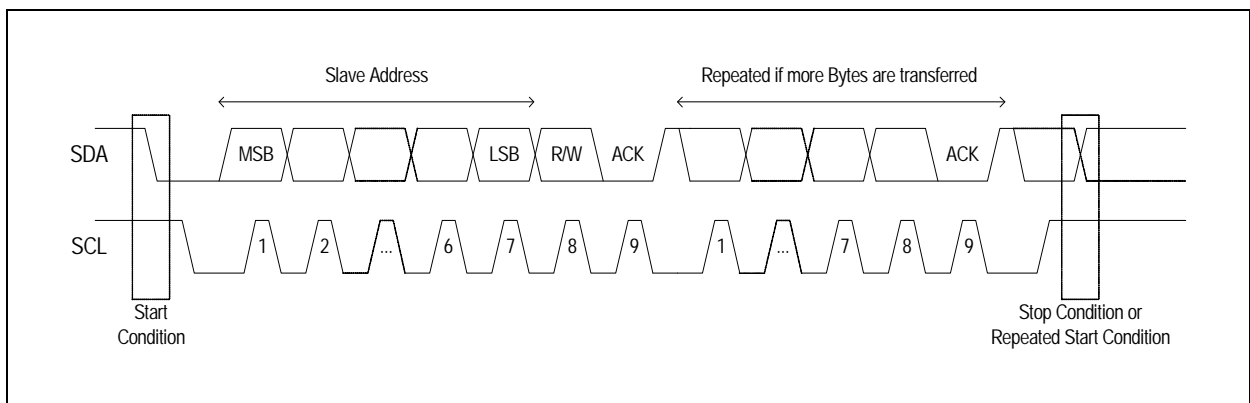 Slave Address
Repeated if more Bytes are transferred
SDA
MSB
LSB
R/W
ACK
ACK
SCL
1
2
...
6
7
8
9
1
...
7
8
9
Start
Condition
Stop Condition or
Repeated Start Condition